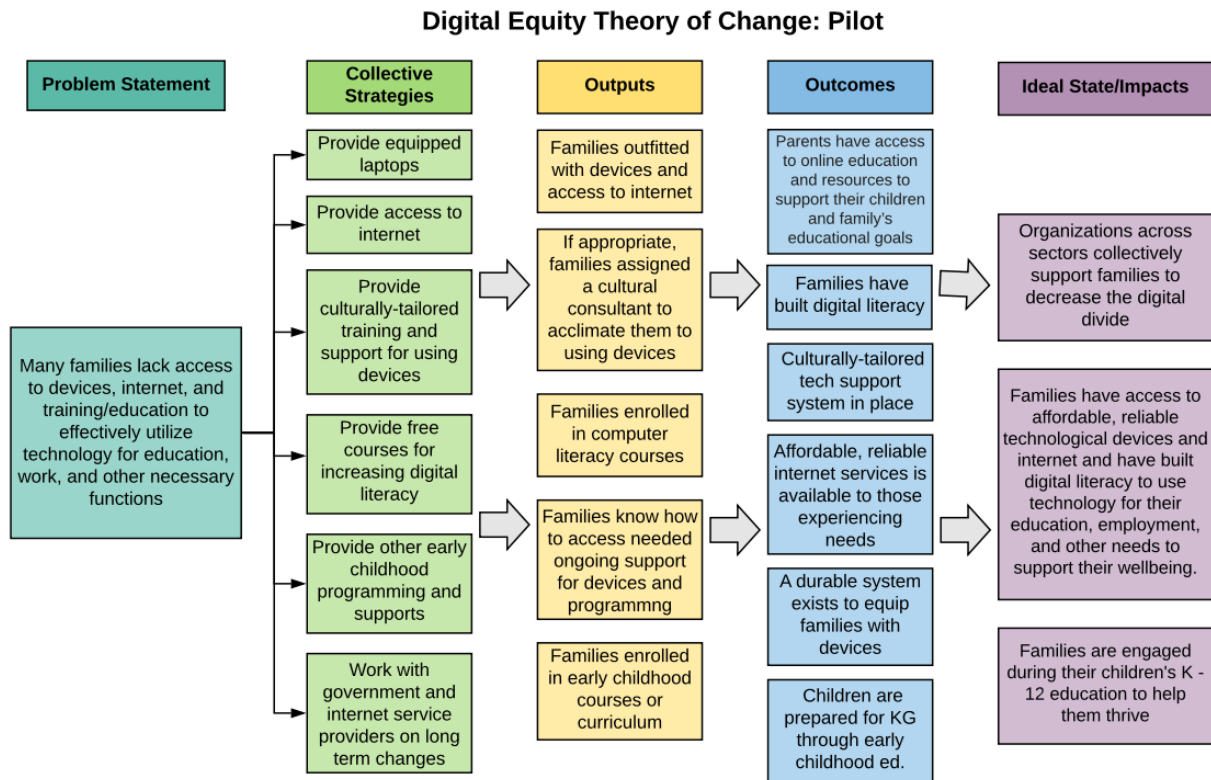 Digital Equity Theory of Change: Pilot
Problem Statement
Many families lack access
to devices, internet, and
training/education to
effectively utilize
technology for education,
work, and other necessary
functions
Collective
Strategies
Provide equipped
laptops
Provide access to
internet
Provide
culturally-tailored
training and
support for using
devices
Provide free
courses for
increasing digital
literacy
Provide other early
childhood
programming and
supports
Work with
government and
internet service
providers on long
term changes
Outputs
Families outfitted
with devices and
access to internet
If appropriate,
families assigned
a cultural
consultant to
acclimate them to
using devices
Families enrolled
in computer
literacy courses
Families know how
to access needed
ongoing support
for devices and
programmng
Families enrolled
in early childhood
courses or
curriculum
Outcomes
Parents have access
to online education
and resources to
support their children
and family's
educational goals
Families have
built digital literacy
Culturally-tailored
tech support
system in place
Affordable, reliable
internet services is
available to those
experiencing
needs
A durable system
exists to equip
families with
devices
Children are
prepared for KG
through early
childhood ed.
Ideal State/Impacts
Organizations across
sectors collectively
support families to
decrease the digital
divide
Families have access to
affordable, reliable
technological devices and
internet and have built
digital literacy to use
technology for their
education, employment,
and other needs to
support their wellbeing.
Families are engaged
during their children's K -
12 education to help
them thrive